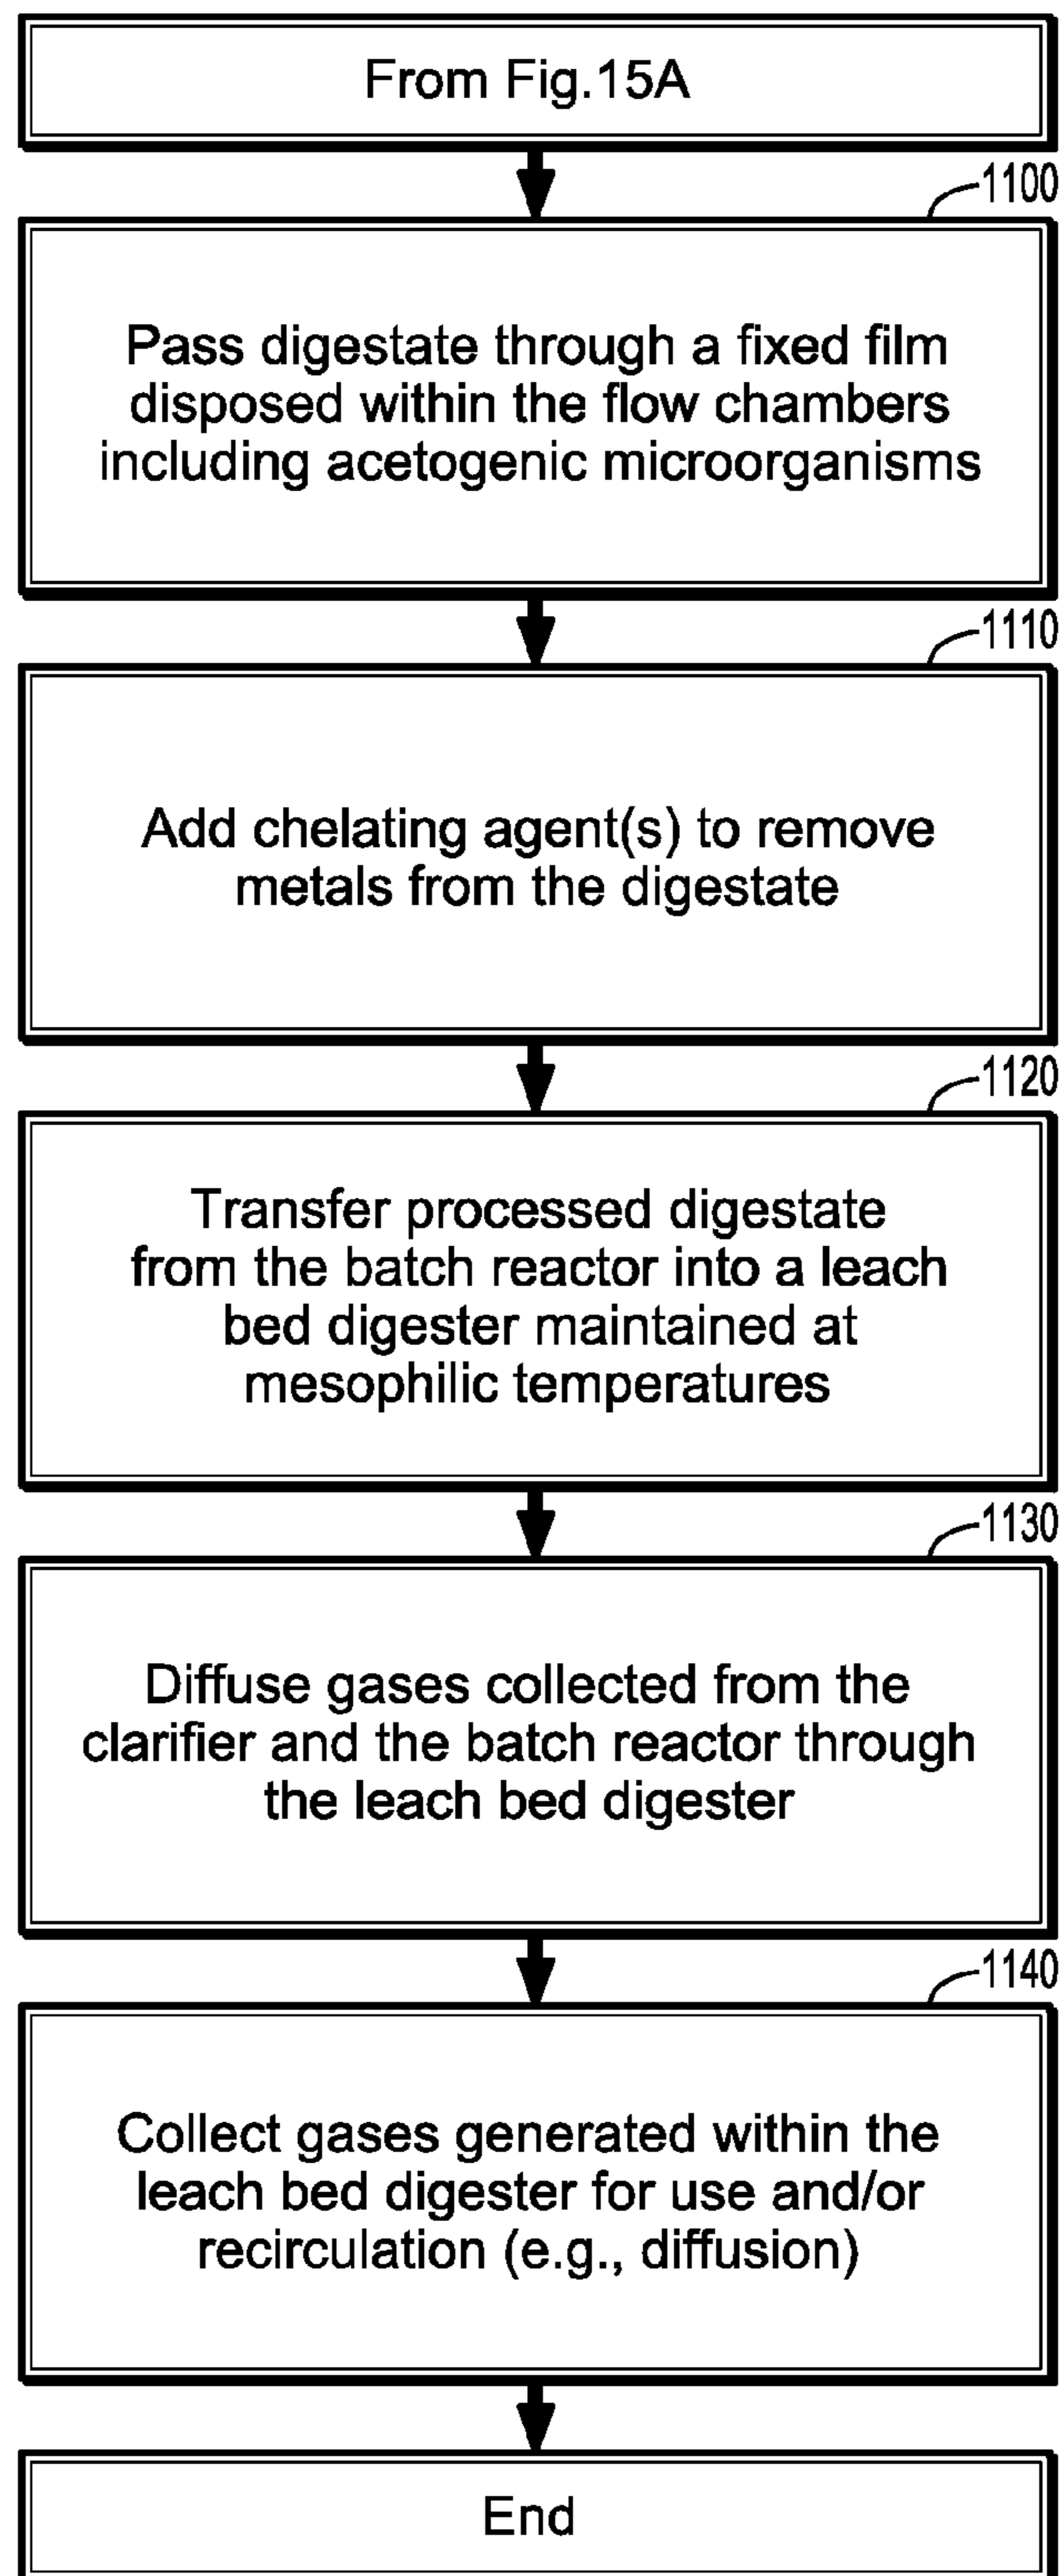 From Fig.15A
1100
Pass digestate through a fixed film
disposed within the flow chambers
including acetogenic microorganisms
1110
Add chelating agent(s) to remove
metals from the digestate
1120
Transfer processed digestate
from the batch reactor into a leach
bed digester maintained at
mesophilic temperatures
1130
Diffuse gases collected from the
clarifier and the batch reactor through
the leach bed digester
1140
Collect gases generated within the
leach bed digester for use and/or
recirculation (e.g., diffusion)
End